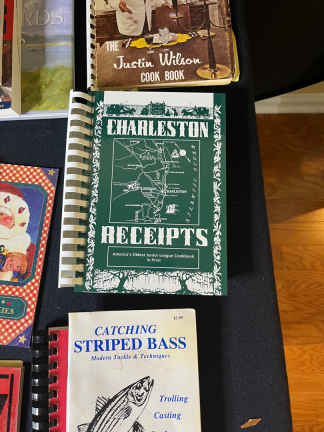 THE
Justin Wilson
COOK BOOK
CHARLESTON
CHARLESTON
RECEIPTS
America's Oldest Junior League Cookbook
in Print
CATCHING
STRIPED BASS
Modern Tackle & Techniques
Trolling
Casting